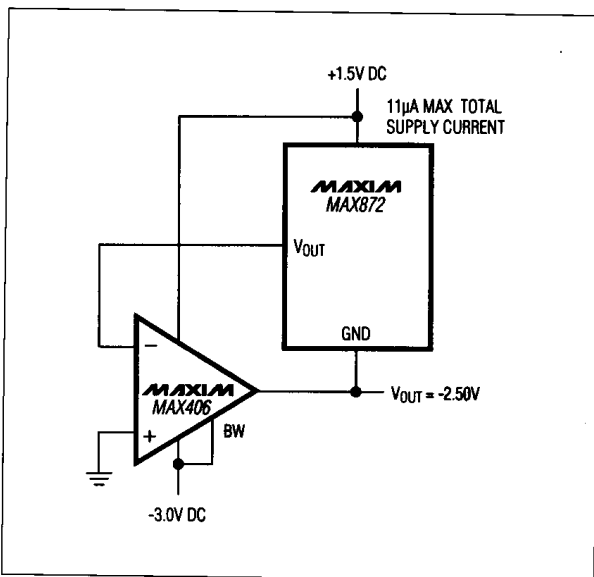 +1.5V DC
11µA MAX TOTAL
SUPPLY CURRENT
MAXIM
MAX872
VOUT
GND
−
MAXIM
MAX406
+
BW
VOUT = -2.50V
-3.0V DC